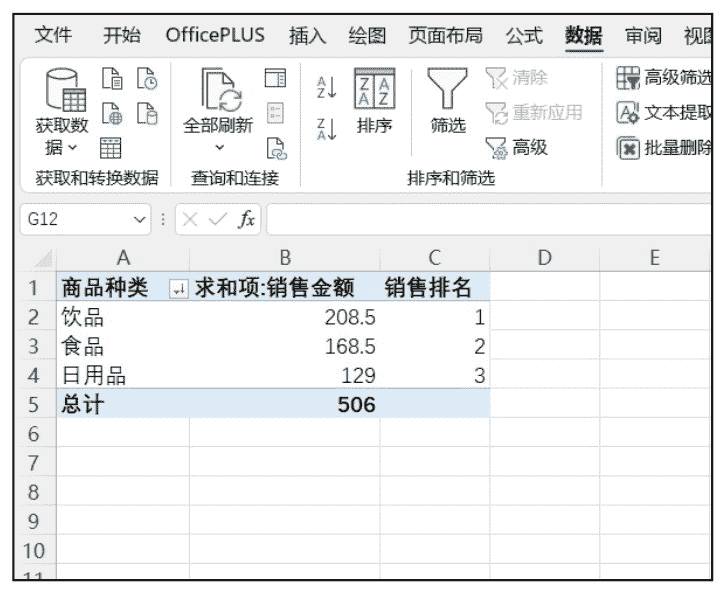 文件 开始 OfficePLUS 插入 绘图 页面布局 公式 数据 审阅 视图
清除 高级筛选
获取数据 全部刷新 排序 筛选 重新应用 文本提取
高级 批量删除
获取和转换数据 查询和连接 排序和筛选
G12 fx
A B C D E
1 商品种类 求和项:销售金额 销售排名
2 饮品 208.5 1
3 食品 168.5 2
4 日用品 129 3
5 总计 506
6
7
8
9
10
11